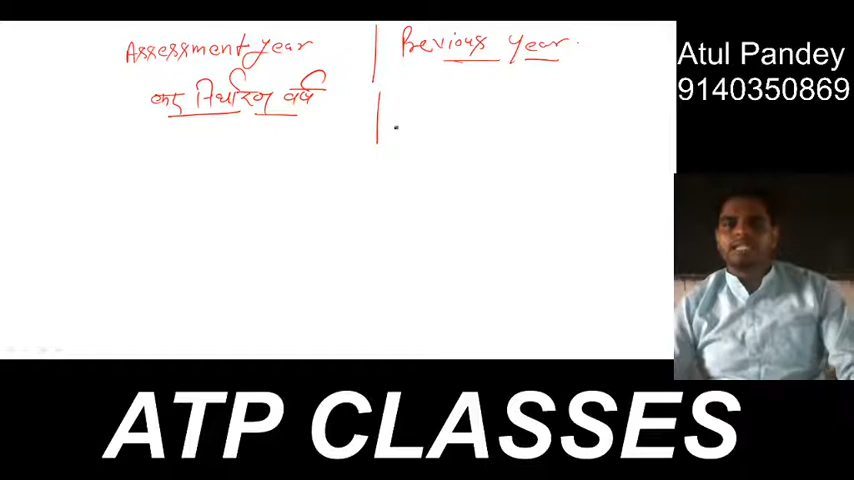 Assessment year
Previous year
कर निर्धारण वर्ष
Atul Pandey
9140350869
ATP CLASSES